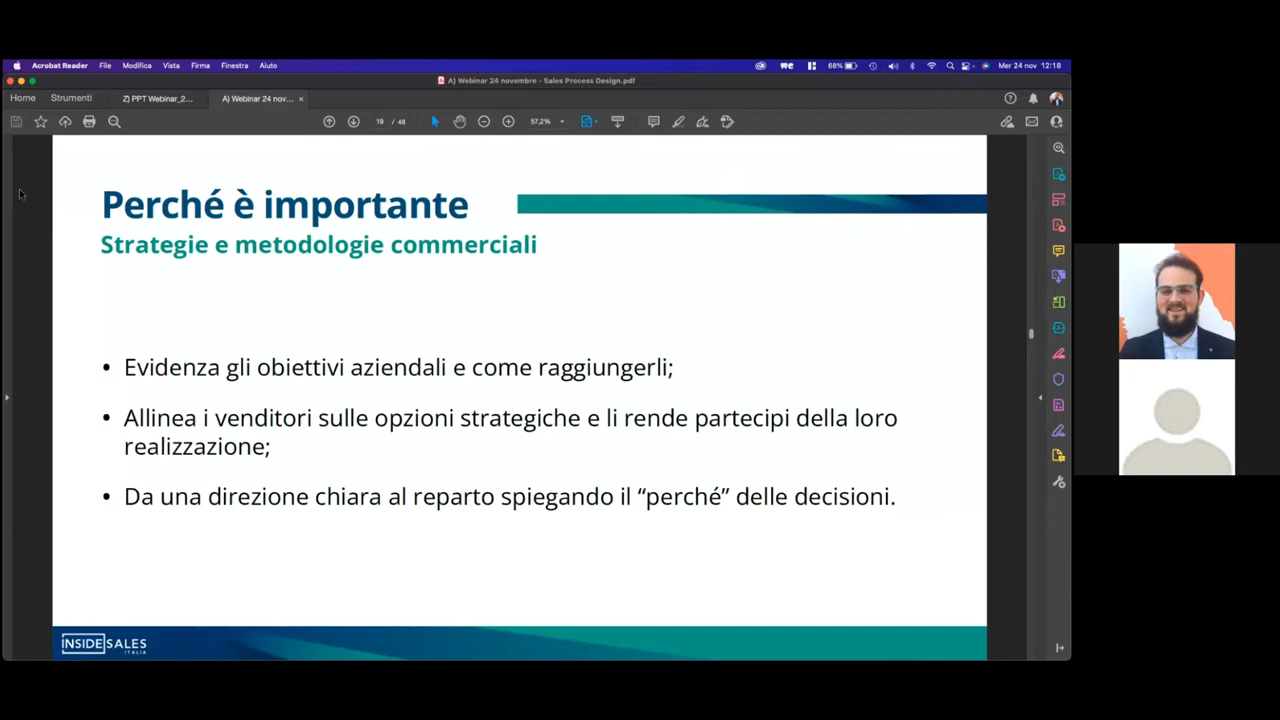 Acrobat Reader File Modifica Vista Firma Finestra Aiuto 68% Mer 24 nov 12:18
A) Webinar 24 novembre - Sales Process Design.pdf
Home Strumenti Z) PPT Webinar_2... A) Webinar 24 nov... ×
19 / 48 57,2%
Perché è importante
Strategie e metodologie commerciali
• Evidenza gli obiettivi aziendali e come raggiungerli;
• Allinea i venditori sulle opzioni strategiche e li rende partecipi della loro
realizzazione;
• Da una direzione chiara al reparto spiegando il “perché” delle decisioni.
INSIDE SALES
ITALIA